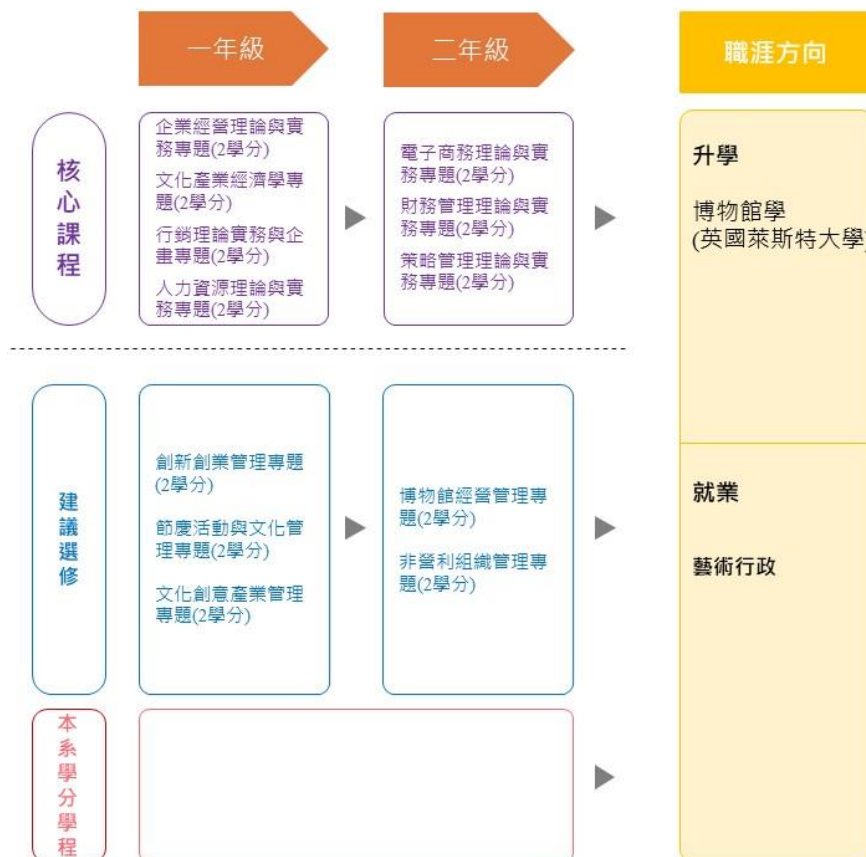 一年級
二年級
職涯方向
核
心
課
程
企業經營理論與實
務專題(2學分)
文化產業經濟學專
題(2學分)
行銷理論實務與企
畫專題(2學分)
人力資源理論與實
務專題(2學分)
電子商務理論與實
務專題(2學分)
財務管理理論與實
務專題(2學分)
策略管理理論與實
務專題(2學分)
升學
博物館學
(英國萊斯特大學)
建
議
選
修
創新創業管理專題
(2學分)
節慶活動與文化管
理專題(2學分)
文化創意產業管理
專題(2學分)
博物館經營管理專
題(2學分)
非營利組織管理專
題(2學分)
就業
藝術行政
本
系
學
分
學
程